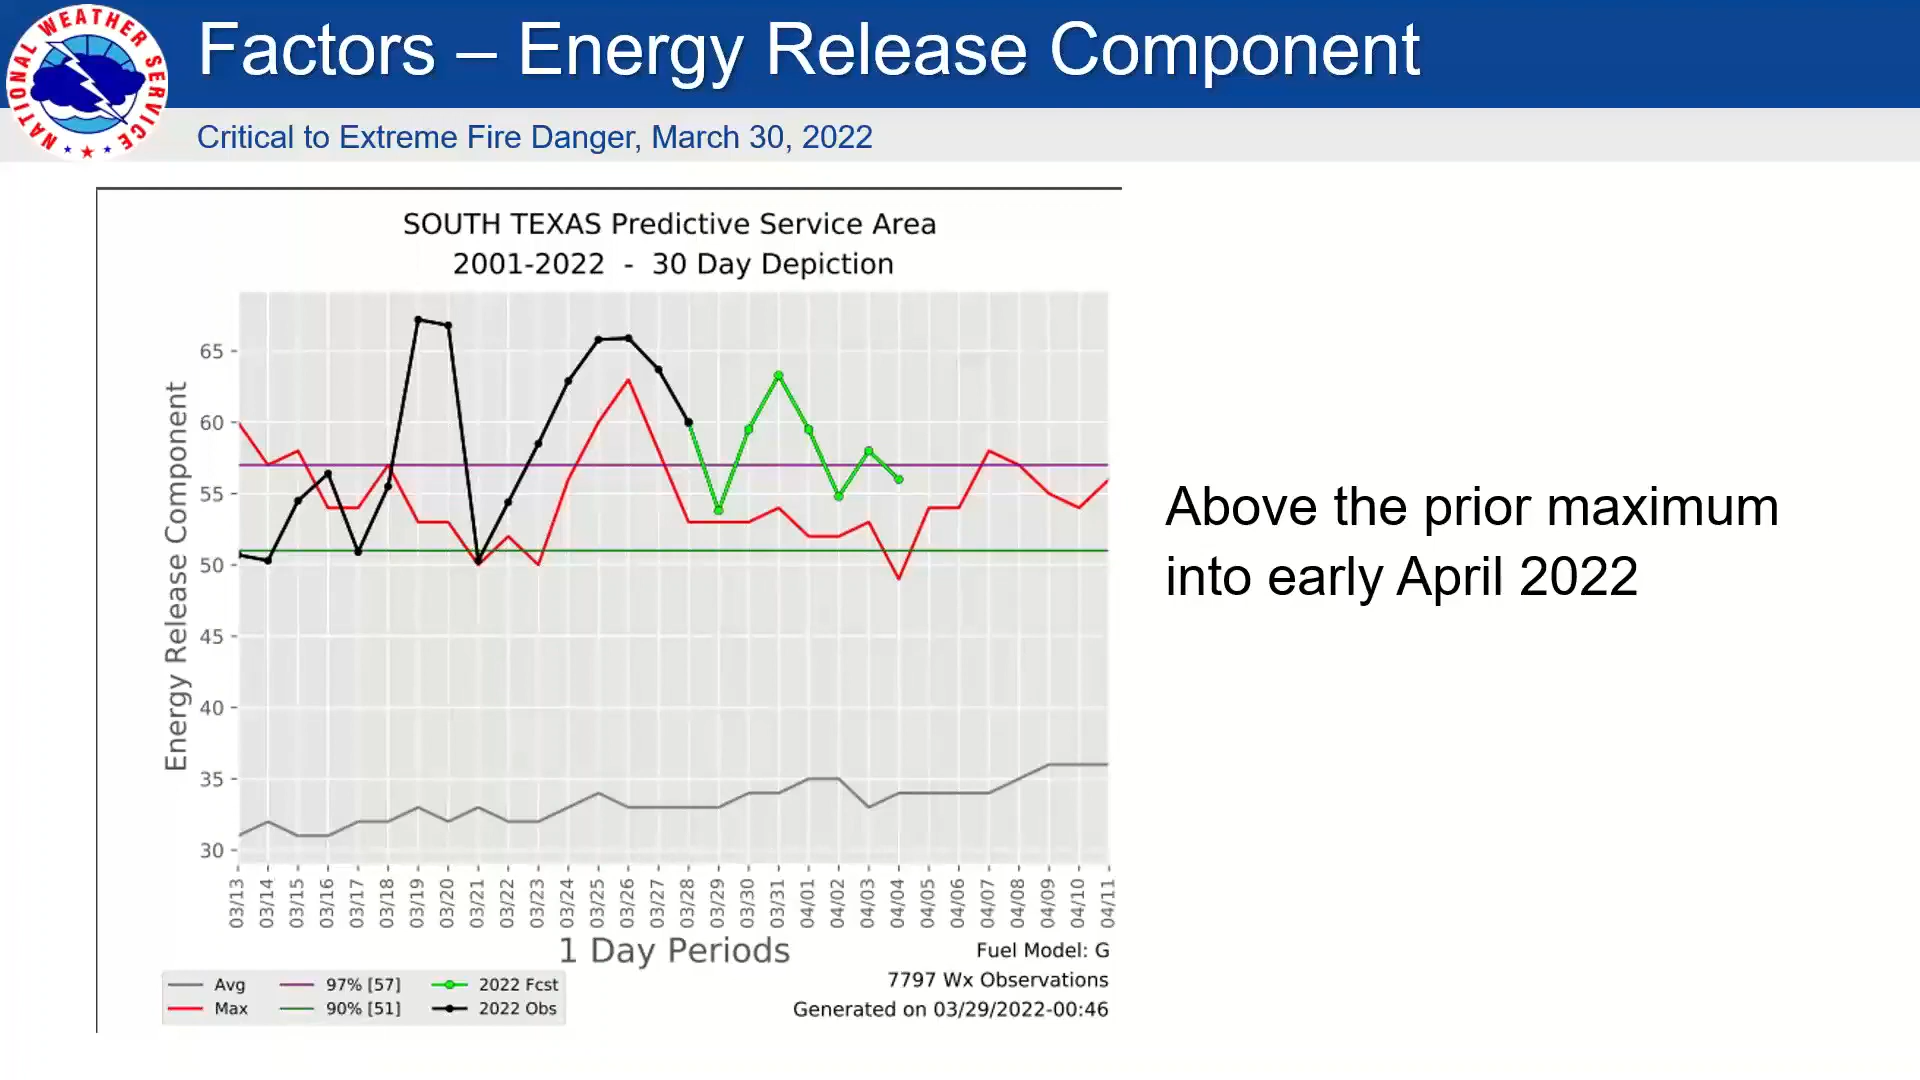 NATIONAL WEATHER SERVICE
Factors – Energy Release Component
Critical to Extreme Fire Danger, March 30, 2022
SOUTH TEXAS Predictive Service Area
2001-2022 - 30 Day Depiction
Energy Release Component
65
60
55
50
45
40
35
30
03/13
03/14
03/15
03/16
03/17
03/18
03/19
03/20
03/21
03/22
03/23
03/24
03/25
03/26
03/27
03/28
03/29
03/30
03/31
04/01
04/02
04/03
04/04
04/05
04/06
04/07
04/08
04/09
04/10
04/11
1 Day Periods
Fuel Model: G
7797 Wx Observations
Generated on 03/29/2022-00:46
Avg
Max
97% [57]
90% [51]
2022 Fcst
2022 Obs
Above the prior maximum
into early April 2022